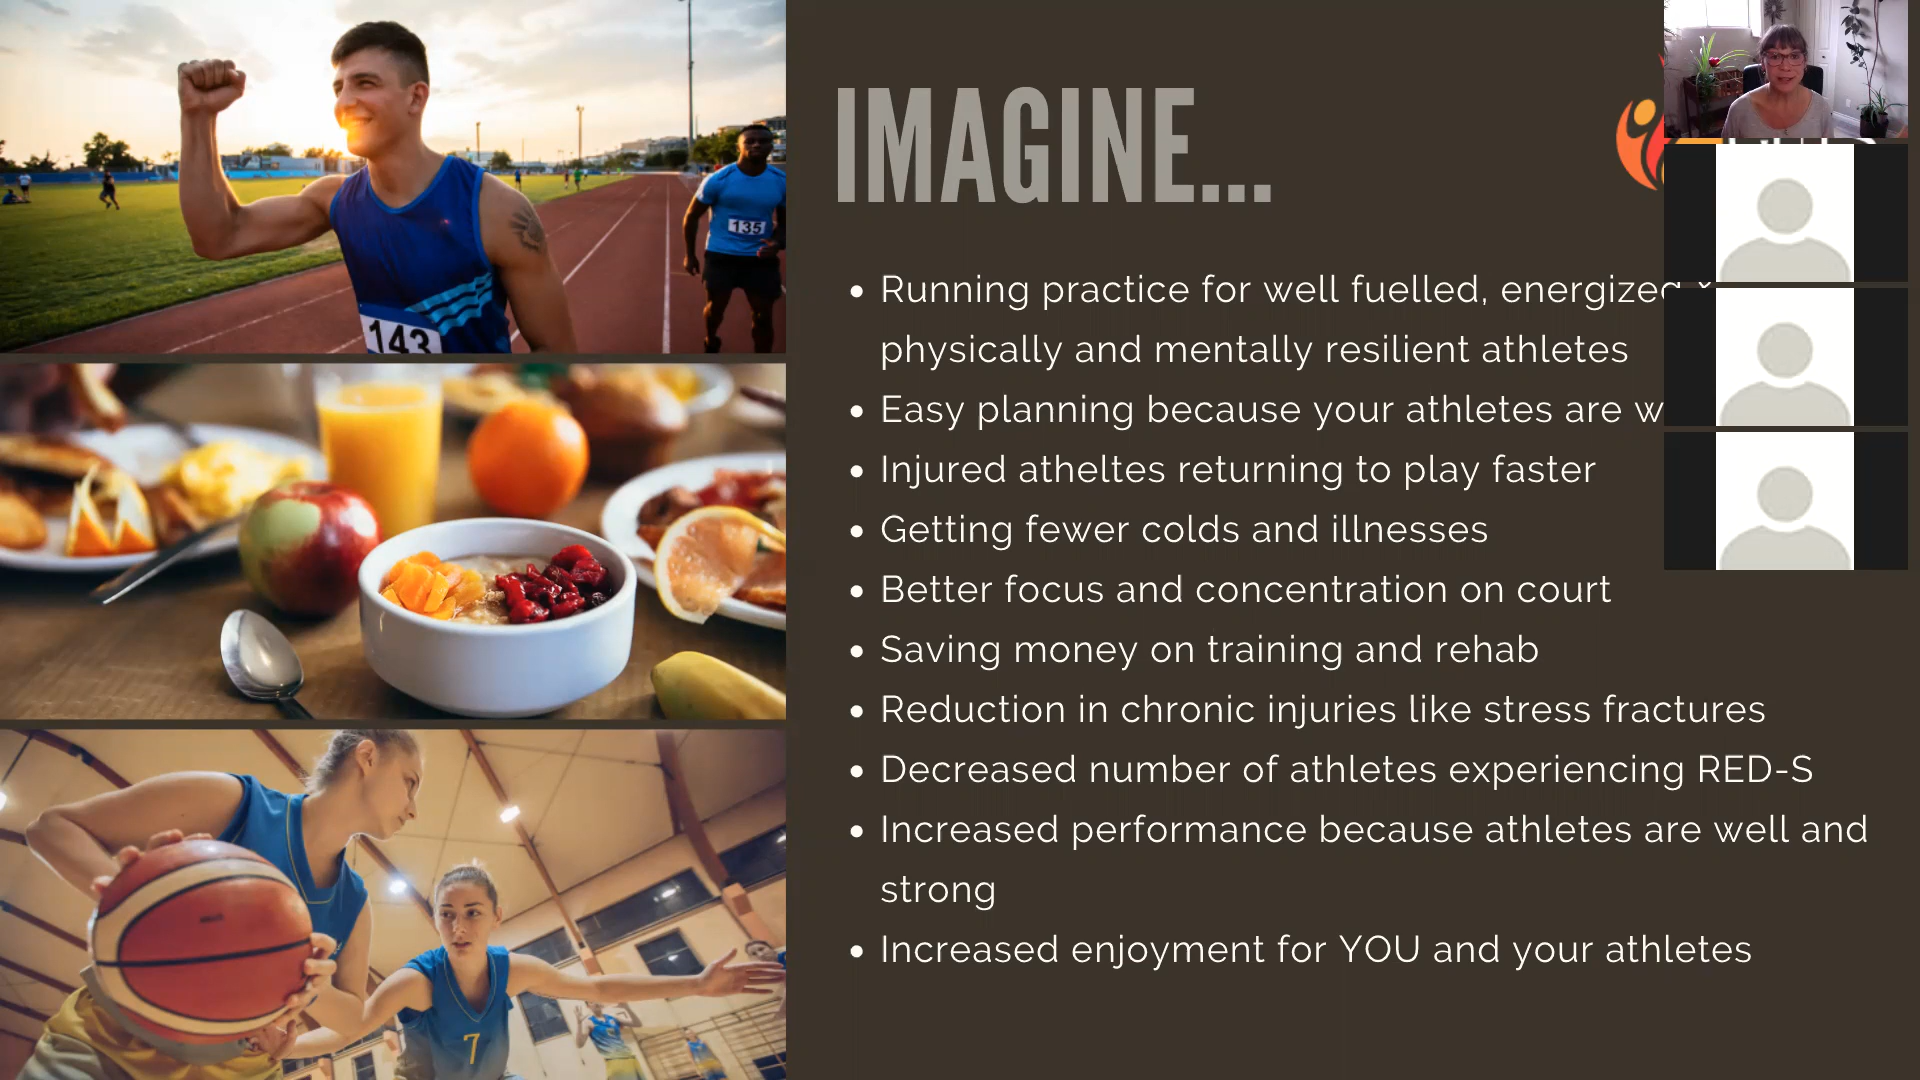 IMAGINE...
Running practice for well fuelled, energized
physically and mentally resilient athletes
Easy planning because your athletes are
Injured atheltes returning to play faster
Getting fewer colds and illnesses
Better focus and concentration on court
Saving money on training and rehab
Reduction in chronic injuries like stress fractures
Decreased number of athletes experiencing RED-S
Increased performance because athletes are well and
strong
Increased enjoyment for YOU and your athletes
143
135
7